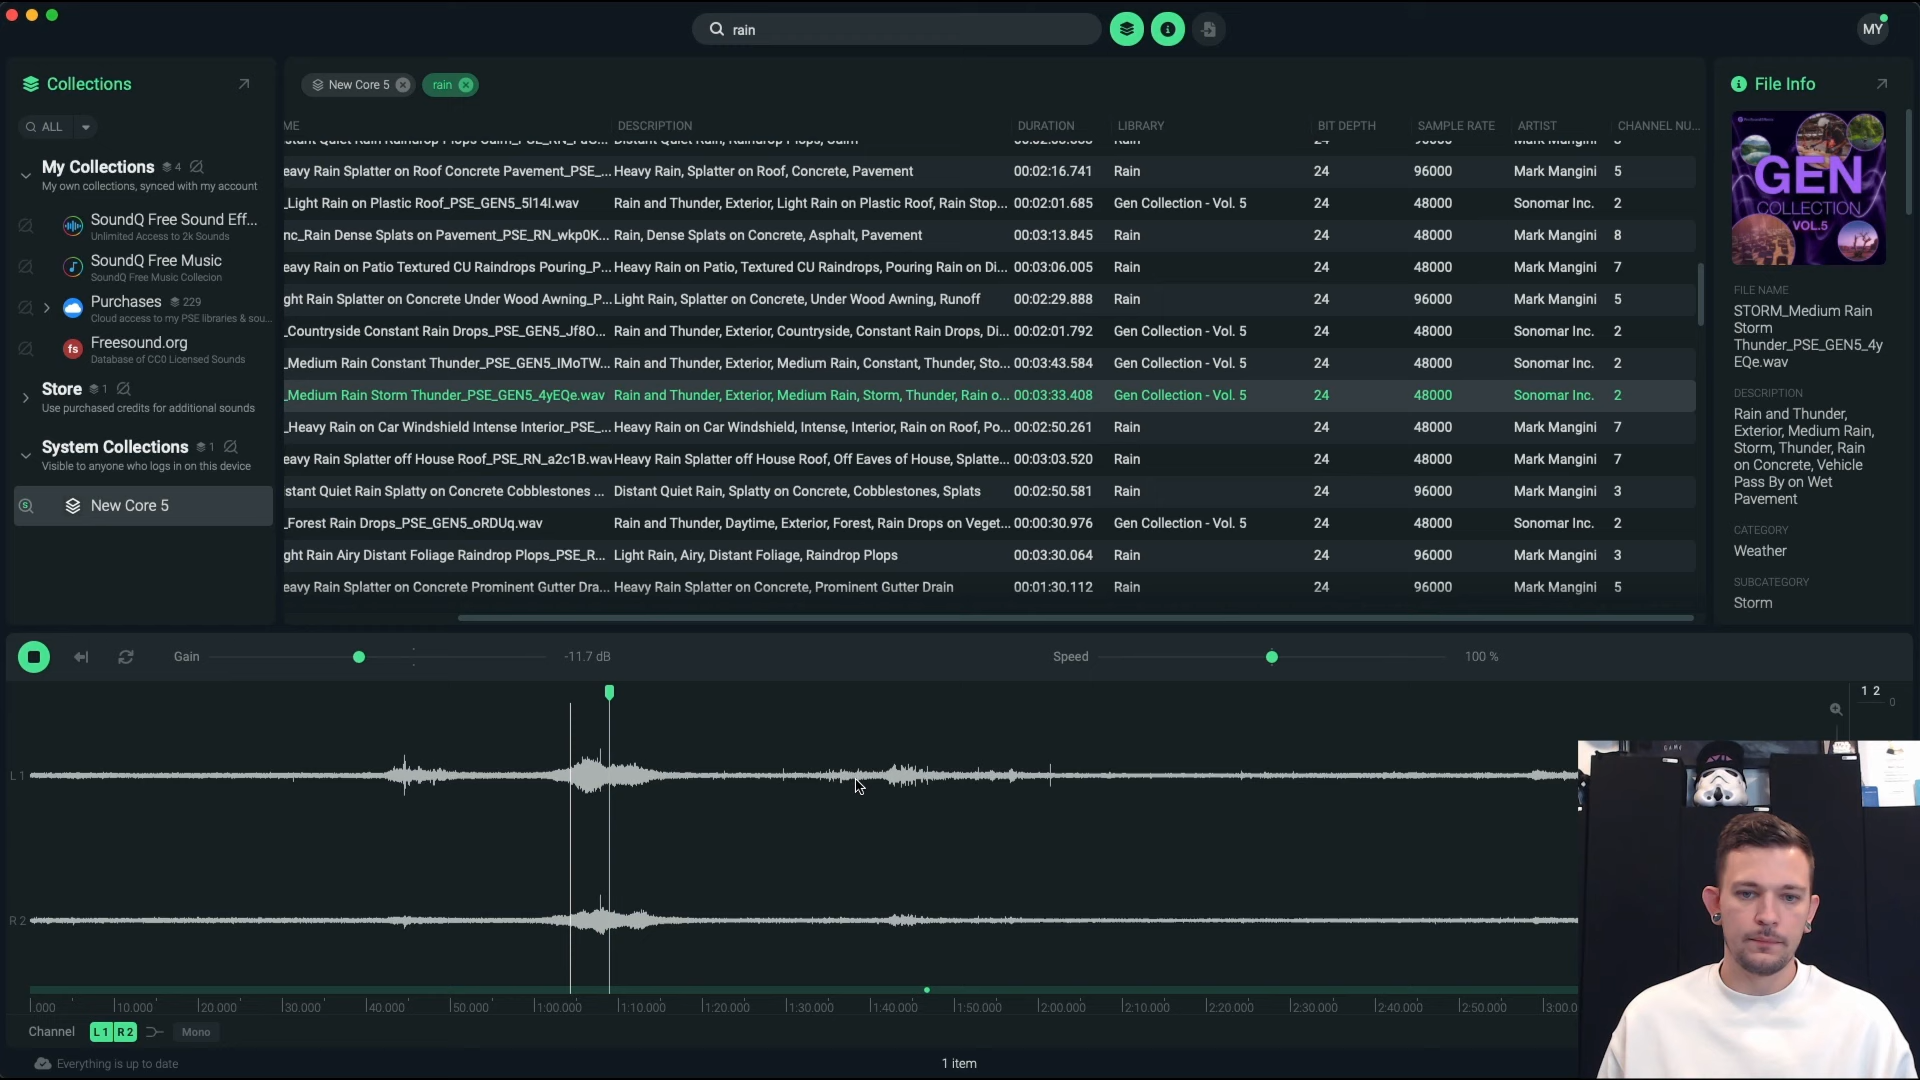 rain
MY
Collections
New Core 5
rain
File Info
ALL
ME
DESCRIPTION
DURATION
LIBRARY
BIT DEPTH
SAMPLE RATE
ARTIST
CHANNEL NU...
My Collections 4
My own collections, synced with my account
SoundQ Free Sound Eff...
Unlimited Access to 2k Sounds
SoundQ Free Music
SoundQ Free Music Collecion
Purchases 229
Cloud access to my PSE libraries & sou...
fs
Freesound.org
Database of CC0 Licensed Sounds
Store 1
Use purchased credits for additional sounds
System Collections 1
Visible to anyone who logs in on this device
S
New Core 5
eavy Rain Splatter on Roof Concrete Pavement_PSE_... Heavy Rain, Splatter on Roof, Concrete, Pavement 00:02:16.741 Rain 24 96000 Mark Mangini 5
_Light Rain on Plastic Roof_PSE_GEN5_5l14I.wav Rain and Thunder, Exterior, Light Rain on Plastic Roof, Rain Stop... 00:02:01.685 Gen Collection - Vol. 5 24 48000 Sonomar Inc. 2
nc_Rain Dense Splats on Pavement_PSE_RN_wkp0K... Rain, Dense Splats on Concrete, Asphalt, Pavement 00:03:13.845 Rain 24 48000 Mark Mangini 8
eavy Rain on Patio Textured CU Raindrops Pouring_P... Heavy Rain on Patio, Textured CU Raindrops, Pouring Rain on Di... 00:03:06.005 Rain 24 48000 Mark Mangini 7
ght Rain Splatter on Concrete Under Wood Awning_P... Light Rain, Splatter on Concrete, Under Wood Awning, Runoff 00:02:29.888 Rain 24 96000 Mark Mangini 5
_Countryside Constant Rain Drops_PSE_GEN5_Jf8O... Rain and Thunder, Exterior, Countryside, Constant Rain Drops, Di... 00:02:01.792 Gen Collection - Vol. 5 24 48000 Sonomar Inc. 2
_Medium Rain Constant Thunder_PSE_GEN5_IMoTW... Rain and Thunder, Exterior, Medium Rain, Constant, Thunder, Sto... 00:03:43.584 Gen Collection - Vol. 5 24 48000 Sonomar Inc. 2
_Medium Rain Storm Thunder_PSE_GEN5_4yEQe.wav Rain and Thunder, Exterior, Medium Rain, Storm, Thunder, Rain o... 00:03:33.408 Gen Collection - Vol. 5 24 48000 Sonomar Inc. 2
_Heavy Rain on Car Windshield Intense Interior_PSE_... Heavy Rain on Car Windshield, Intense, Interior, Rain on Roof, Po... 00:02:50.261 Rain 24 48000 Mark Mangini 7
eavy Rain Splatter off House Roof_PSE_RN_a2c1B.wav Heavy Rain Splatter off House Roof, Off Eaves of House, Splatte... 00:03:03.520 Rain 24 48000 Mark Mangini 7
stant Quiet Rain Splatty on Concrete Cobblestones ... Distant Quiet Rain, Splatty on Concrete, Cobblestones, Splats 00:02:50.581 Rain 24 96000 Mark Mangini 3
_Forest Rain Drops_PSE_GEN5_oRDUq.wav Rain and Thunder, Daytime, Exterior, Forest, Rain Drops on Veget... 00:00:30.976 Gen Collection - Vol. 5 24 48000 Sonomar Inc. 2
ght Rain Airy Distant Foliage Raindrop Plops_PSE_R... Light Rain, Airy, Distant Foliage, Raindrop Plops 00:03:30.064 Rain 24 96000 Mark Mangini 3
eavy Rain Splatter on Concrete Prominent Gutter Dra... Heavy Rain Splatter on Concrete, Prominent Gutter Drain 00:01:30.112 Rain 24 96000 Mark Mangini 5
GEN
COLLECTION
VOL.5
FILE NAME
STORM_Medium Rain
Storm
Thunder_PSE_GEN5_4y
EQe.wav
DESCRIPTION
Rain and Thunder,
Exterior, Medium Rain,
Storm, Thunder, Rain
on Concrete, Vehicle
Pass By on Wet
Pavement
CATEGORY
Weather
SUBCATEGORY
Storm
Gain
-11.7 dB
Speed
100 %
1 2
0
L 1
R 2
.000 10.000 20.000 30.000 40.000 50.000 1:00.000 1:10.000 1:20.000 1:30.000 1:40.000 1:50.000 2:00.000 2:10.000 2:20.000 2:30.000 2:40.000 2:50.000 3:00.0
Channel L 1 R 2 Mono
Everything is up to date
1 item
AVID